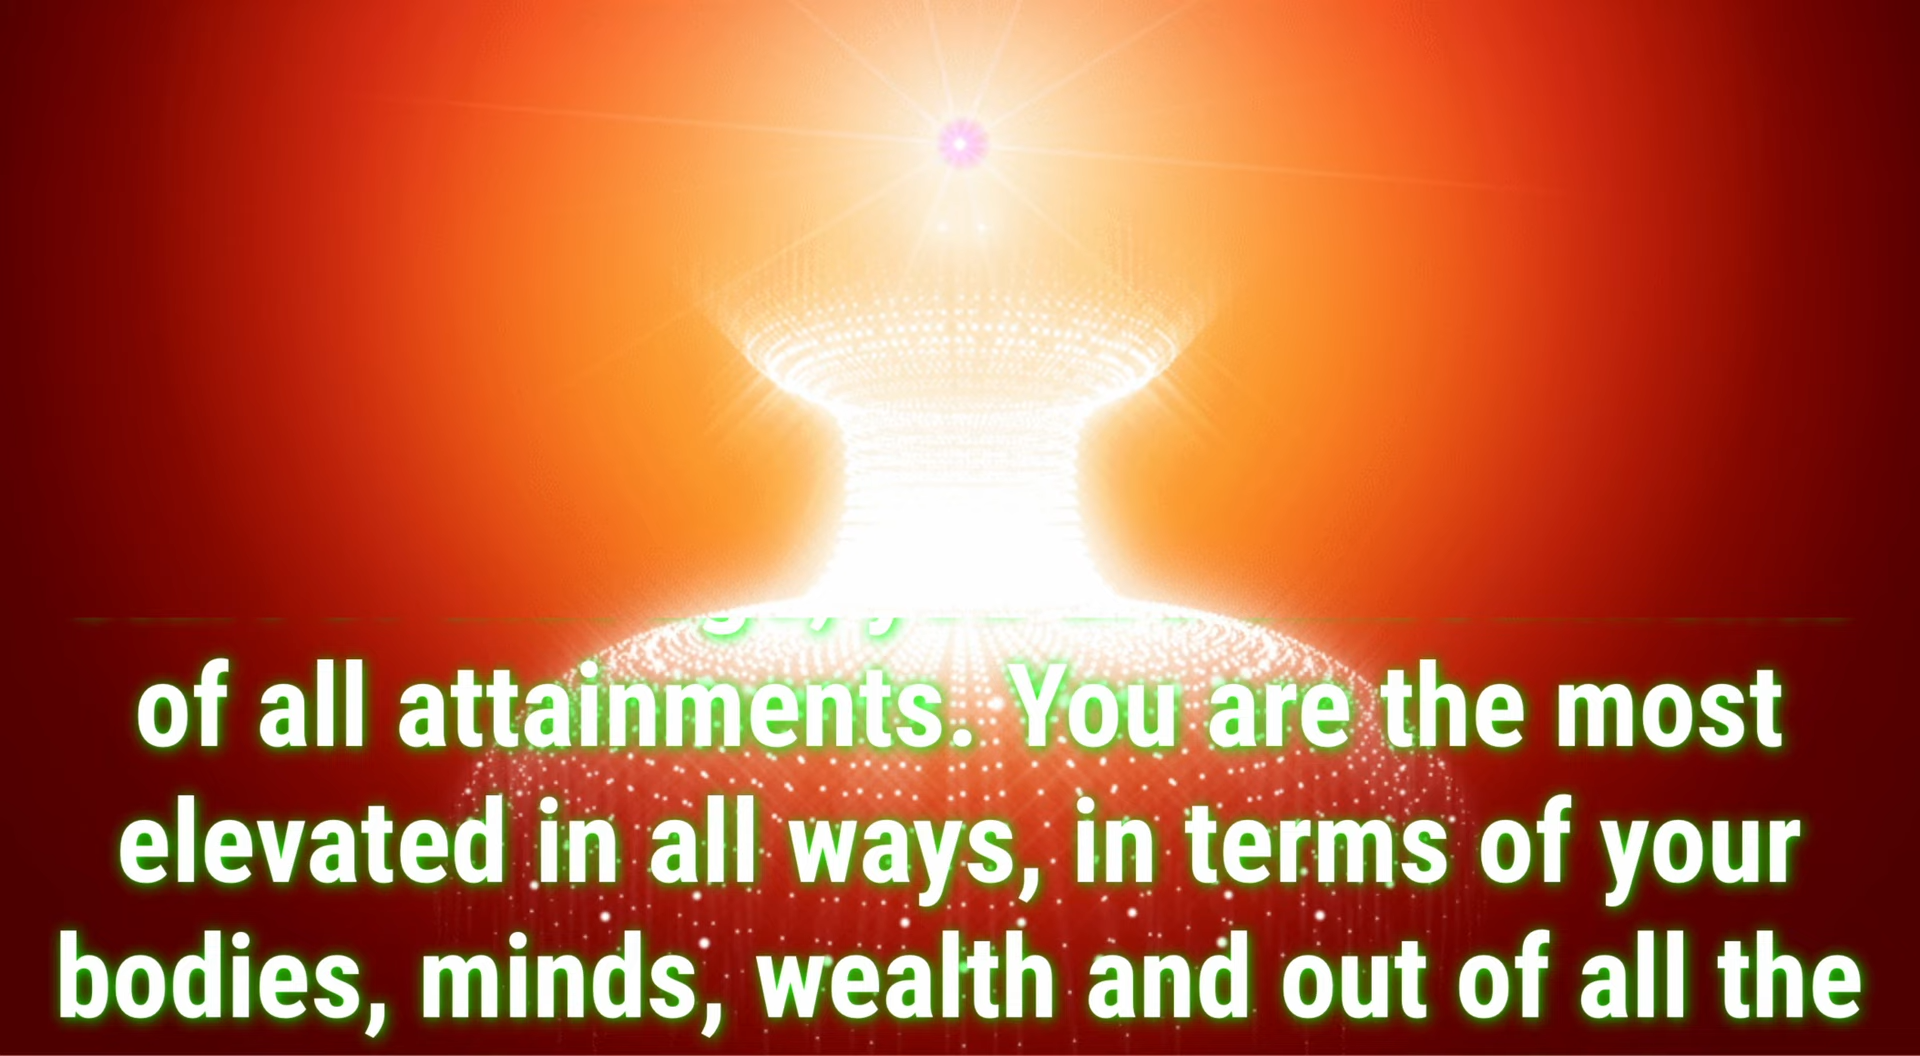 of all attainments. You are the most
elevated in all ways, in terms of your
bodies, minds, wealth and out of all the